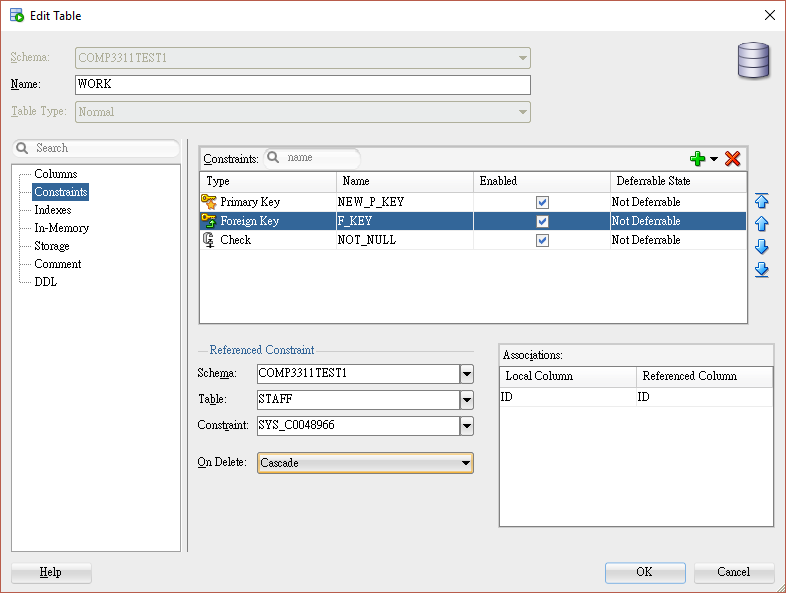 Edit Table
Schema: COMP3311TEST1
Name: WORK
Table Type: Normal
Search
Columns
Constraints
Indexes
In-Memory
Storage
Comment
DDL
Constraints: name
Type Name Enabled Deferrable State
Primary Key NEW_P_KEY Not Deferrable
Foreign Key F_KEY Not Deferrable
Check NOT_NULL Not Deferrable
Referenced Constraint
Schema: COMP3311TEST1
Table: STAFF
Constraint: SYS_C0048966
On Delete: Cascade
Associations:
Local Column Referenced Column
ID ID
Help OK Cancel